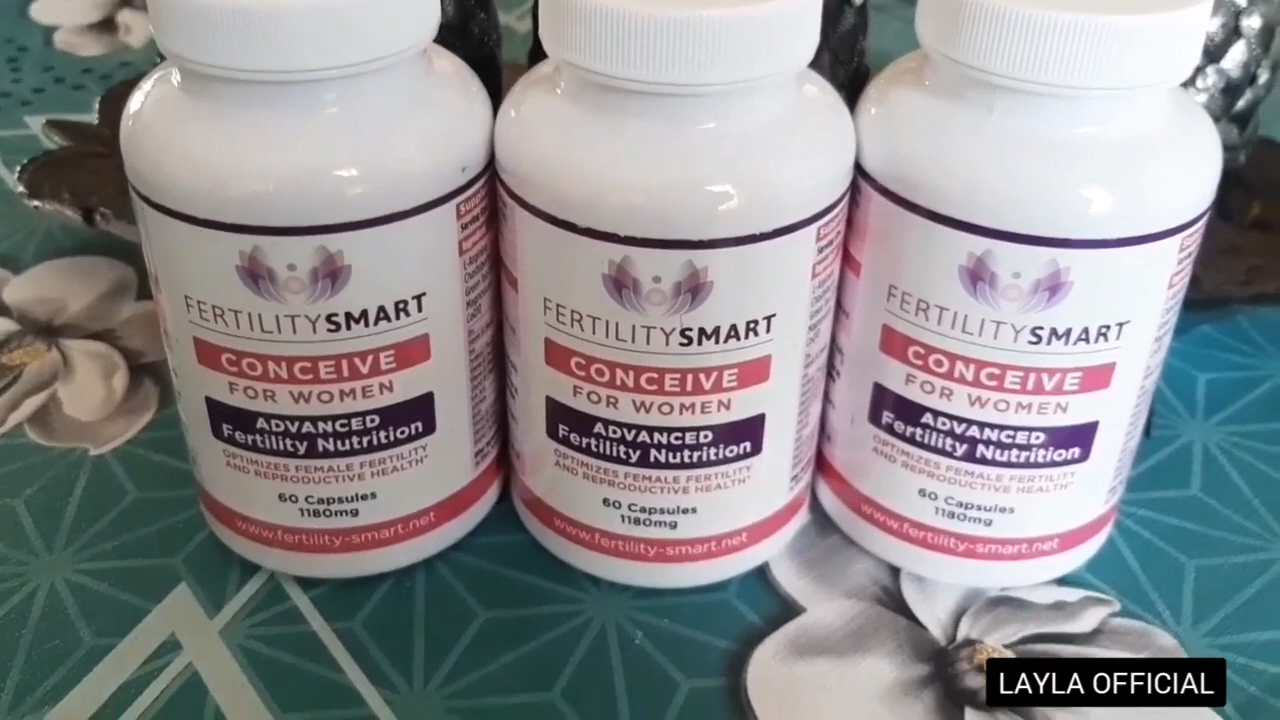 FERTILITYSMART
CONCEIVE
FOR WOMEN
ADVANCED
Fertility Nutrition
OPTIMIZES FEMALE FERTILITY
AND REPRODUCTIVE HEALTH*
60 Capsules
1180mg
www.fertility-smart.net
FERTILITYSMART
CONCEIVE
FOR WOMEN
ADVANCED
Fertility Nutrition
OPTIMIZES FEMALE FERTILITY
AND REPRODUCTIVE HEALTH*
60 Capsules
1180mg
www.fertility-smart.net
FERTILITYSMART
CONCEIVE
FOR WOMEN
ADVANCED
Fertility Nutrition
OPTIMIZES FEMALE FERTILITY
AND REPRODUCTIVE HEALTH*
60 Capsules
1180mg
www.fertility-smart.net
LAYLA OFFICIAL